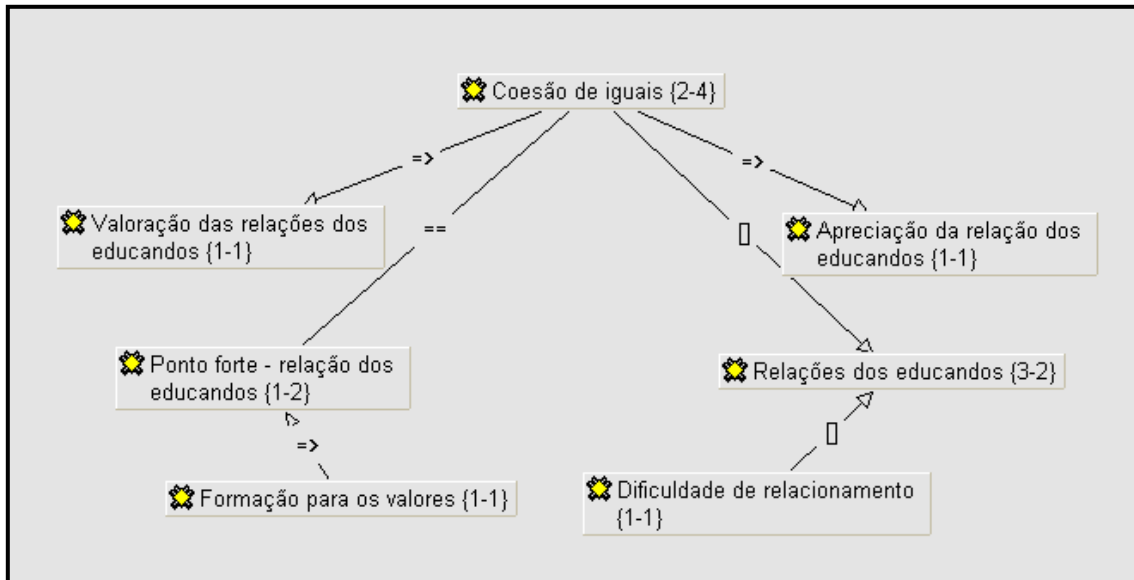 Coesão de iguais {2-4}
=>
=>
Valoração das relações dos
educandos {1-1}
==
[]
Apreciação da relação dos
educandos {1-1}
Ponto forte - relação dos
educandos {1-2}
Relações dos educandos {3-2}
=>
[]
Formação para os valores {1-1}
Dificuldade de relacionamento
{1-1}